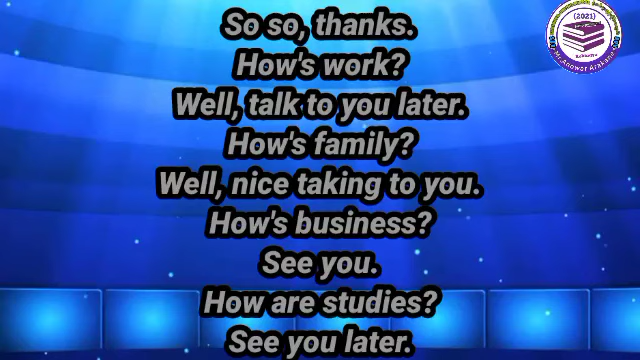 So so, thanks.
How's work?
Well, talk to you later.
How's family?
Well, nice taking to you.
How's business?
See you.
How are studies?
See you later.
(2021)